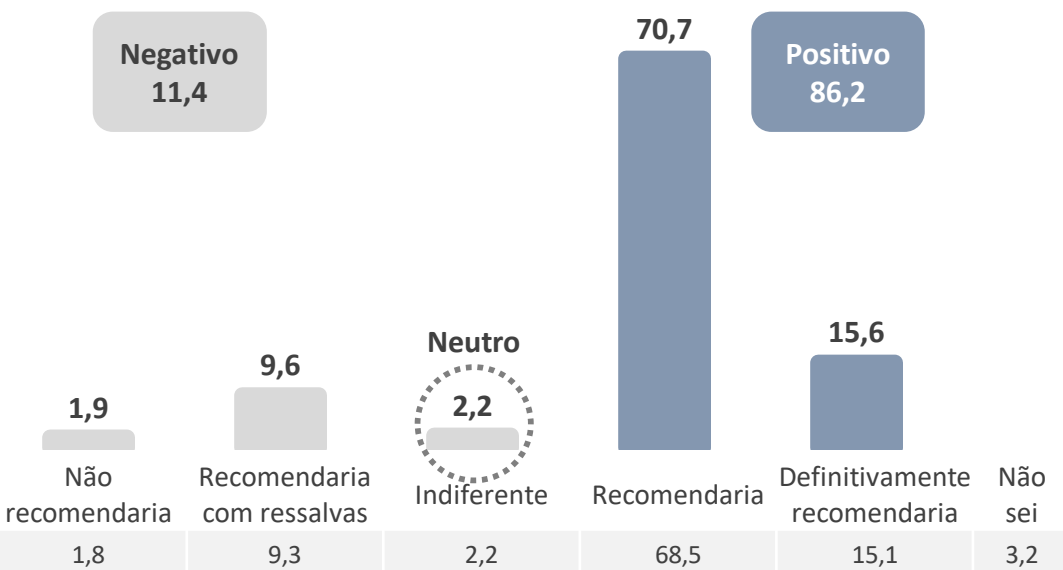 Negativo
11,4
70,7
Positivo
86,2
Neutro
1,9
9,6
2,2
15,6
Não
recomendaria
Recomendaria
com ressalvas
Indiferente
Recomendaria
Definitivamente
recomendaria
Não
sei
1,8
9,3
2,2
68,5
15,1
3,2